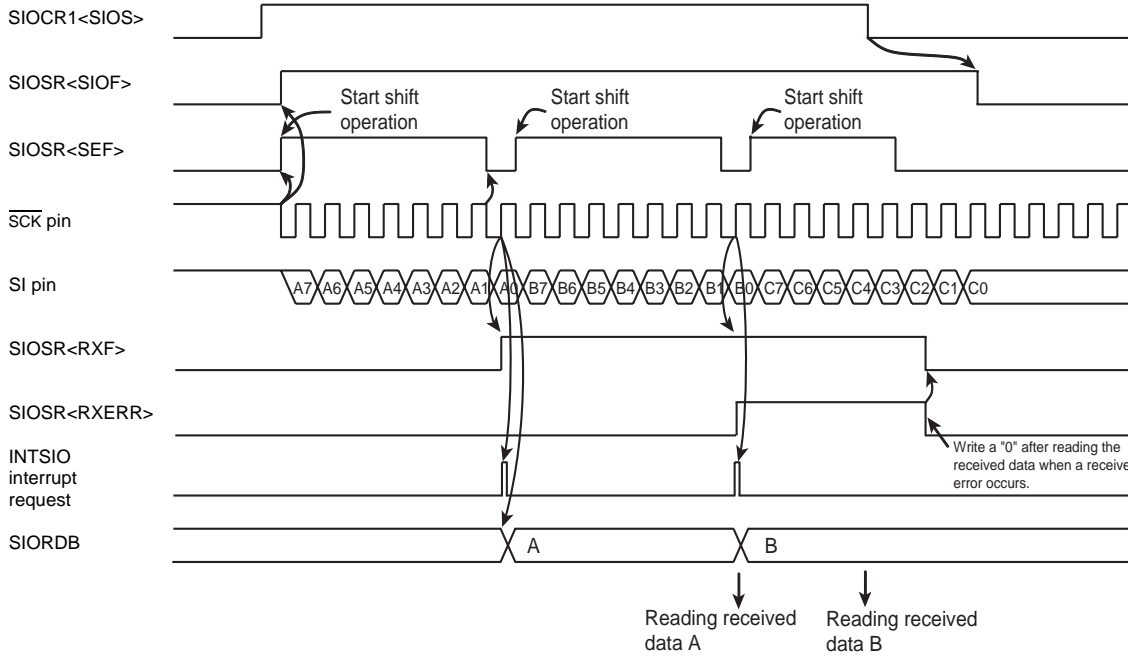 SIOCR1<SIOS>
SIOSR<SIOF>
Start shift
operation
Start shift
operation
Start shift
operation
SIOSR<SEF>
SCK pin
SI pin
A7 A6 A5 A4 A3 A2 A1 A0 B7 B6 B5 B4 B3 B2 B1 B0 C7 C6 C5 C4 C3 C2 C1 C0
SIOSR<RXF>
SIOSR<RXERR>
Write a "0" after reading the
received data when a receive
error occurs.
INTSIO
interrupt
request
SIORDB
A
B
Reading received
data A
Reading received
data B